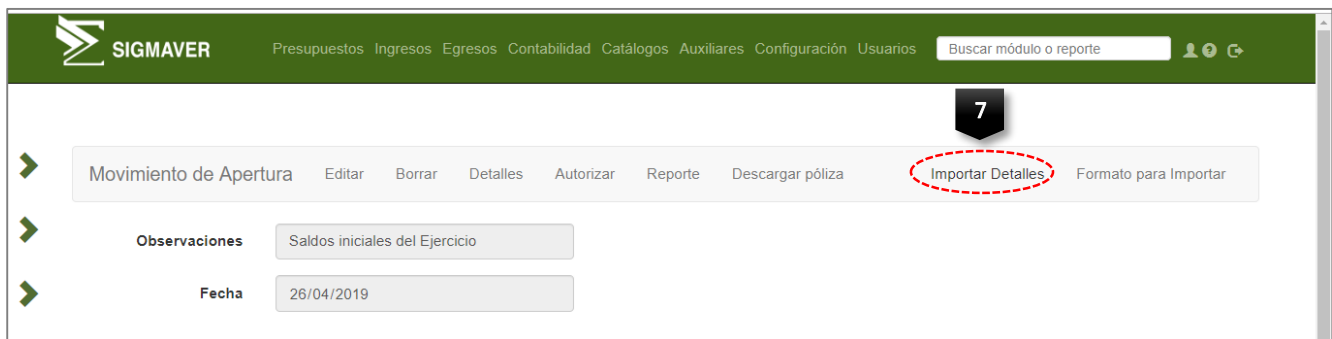 SIGMAVER
Presupuestos Ingresos Egresos Contabilidad Catálogos Auxiliares Configuración Usuarios Buscar módulo o reporte
7
Movimiento de Apertura Editar Borrar Detalles Autorizar Reporte Descargar póliza Importar Detalles Formato para Importar
Observaciones Saldos iniciales del Ejercicio
Fecha 26/04/2019